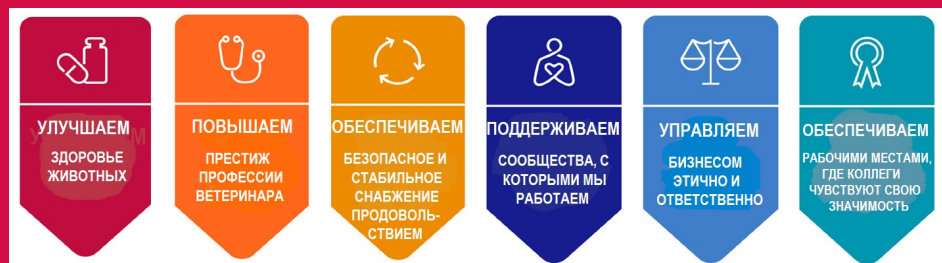 УЛУЧШАЕМ
ЗДОРОВЬЕ
ЖИВОТНЫХ
ПОВЫШАЕМ
ПРЕСТИЖ
ПРОФЕССИИ
ВЕТЕРИНАРА
ОБЕСПЕЧИВАЕМ
БЕЗОПАСНОЕ И
СТАБИЛЬНОЕ
СНАБЖЕНИЕ
ПРОДОВОЛЬ-
СТВИЕМ
ПОДДЕРЖИВАЕМ
СООБЩЕСТВА, С
КОТОРЫМИ МЫ
РАБОТАЕМ
УПРАВЛЯЕМ
БИЗНЕСОМ
ЭТИЧНО И
ОТВЕТСТВЕННО
ОБЕСПЕЧИВАЕМ
РАБОЧИМИ МЕСТАМИ,
ГДЕ КОЛЛЕГИ
ЧУВСТВУЮТ СВОЮ
ЗНАЧИМОСТЬ